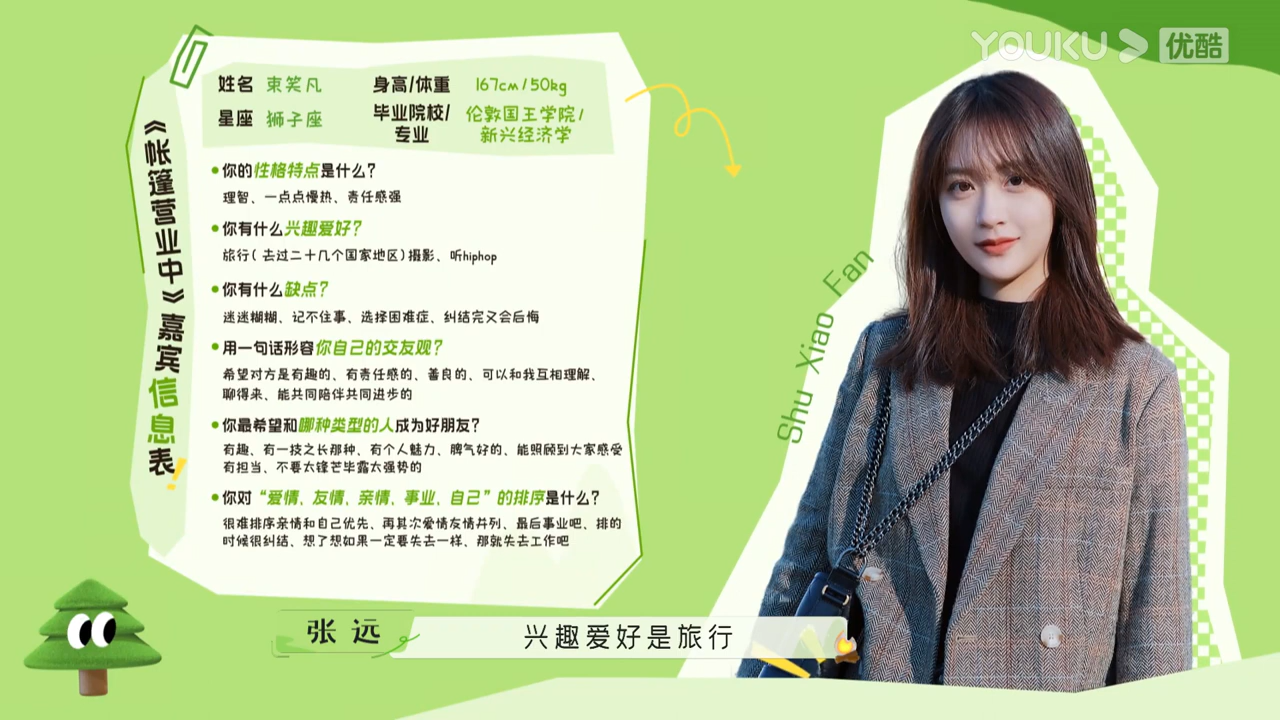 YOUKU 优酷
《帐篷营业中》嘉宾信息表!
姓名 束笑凡 身高/体重 167cm/50kg
星座 狮子座 毕业院校/专业 伦敦国王学院/新兴经济学
你的性格特点是什么?
理智、一点点慢热、责任感强
你有什么兴趣爱好?
旅行(去过二十几个国家地区)摄影、听hiphop
你有什么缺点?
迷迷糊糊、记不住事、选择困难症、纠结完又会后悔
用一句话形容你自己的交友观?
希望对方是有趣的、有责任感的、善良的、可以和我互相理解、
聊得来、能共同陪伴共同进步的
你最希望和哪种类型的人成为好朋友?
有趣、有一技之长那种、有个人魅力、脾气好的、能照顾到大家感受
有担当、不要太锋芒毕露太强势的
你对“爱情、友情、亲情、事业、自己”的排序是什么?
很难排序亲情和自己优先、再其次爱情友情并列、最后事业吧、排的
时候很纠结、想了想如果一定要失去一样、那就失去工作吧
Shu Xiao Fan
张远 兴趣爱好是旅行